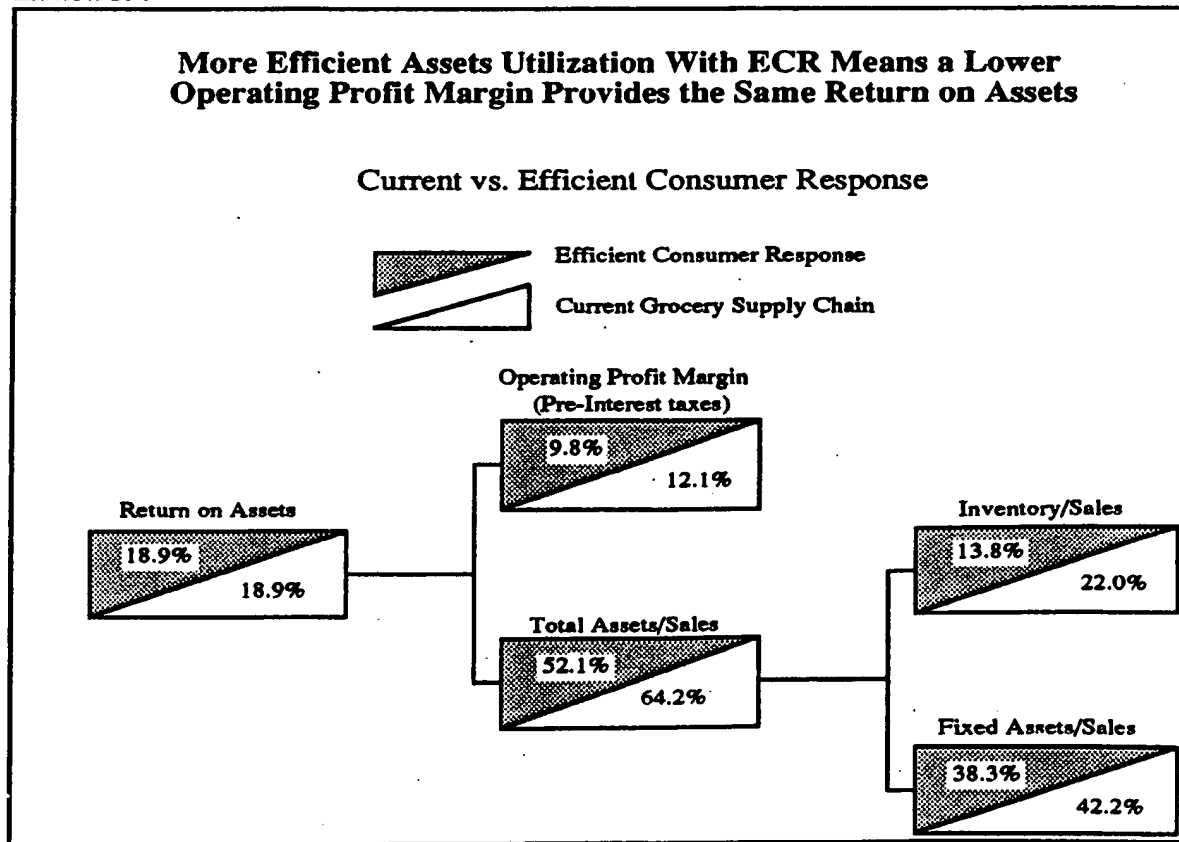 More Efficient Assets Utilization With ECR Means a Lower
Operating Profit Margin Provides the Same Return on Assets
Current vs. Efficient Consumer Response
Efficient Consumer Response
Current Grocery Supply Chain
Operating Profit Margin
(Pre-Interest taxes)
9.8%
12.1%
Return on Assets
18.9%
18.9%
Inventory/Sales
13.8%
22.0%
Total Assets/Sales
52.1%
64.2%
Fixed Assets/Sales
38.3%
42.2%